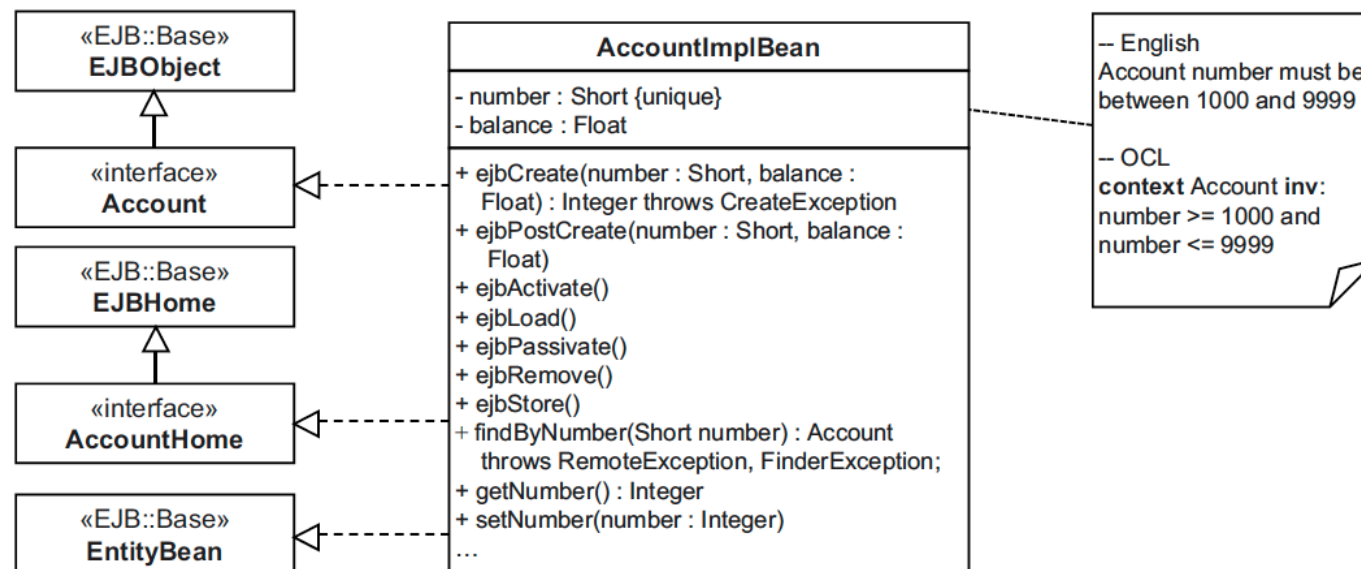 «EJB::Base»
EJBObject
«interface»
Account
«EJB::Base»
EJBHome
«interface»
AccountHome
«EJB::Base»
EntityBean
AccountImplBean
- number : Short {unique}
- balance : Float
+ ejbCreate(number : Short, balance :
Float) : Integer throws CreateException
+ ejbPostCreate(number : Short, balance :
Float)
+ ejbActivate()
+ ejbLoad()
+ ejbPassivate()
+ ejbRemove()
+ ejbStore()
+ findByNumber(Short number) : Account
throws RemoteException, FinderException;
+ getNumber() : Integer
+ setNumber(number : Integer)
...
-- English
Account number must be
between 1000 and 9999
-- OCL
context Account inv:
number >= 1000 and
number <= 9999